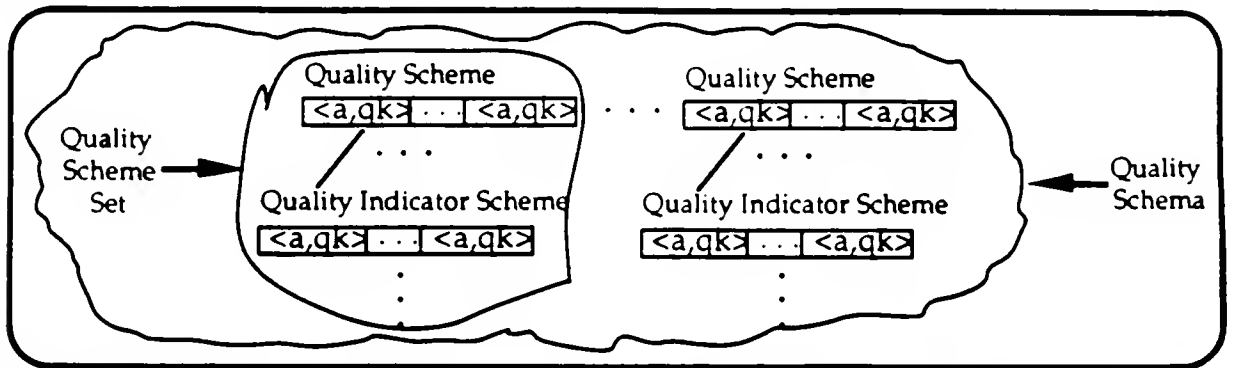 Quality Scheme
<a,qk> ... <a,qk>
...
Quality Indicator Scheme
<a,qk> ... <a,qk>
.
.
.
...
Quality Scheme
<a,qk> ... <a,qk>
...
Quality Indicator Scheme
<a,qk> ... <a,qk>
.
.
.
Quality
Scheme
Set
Quality
Schema